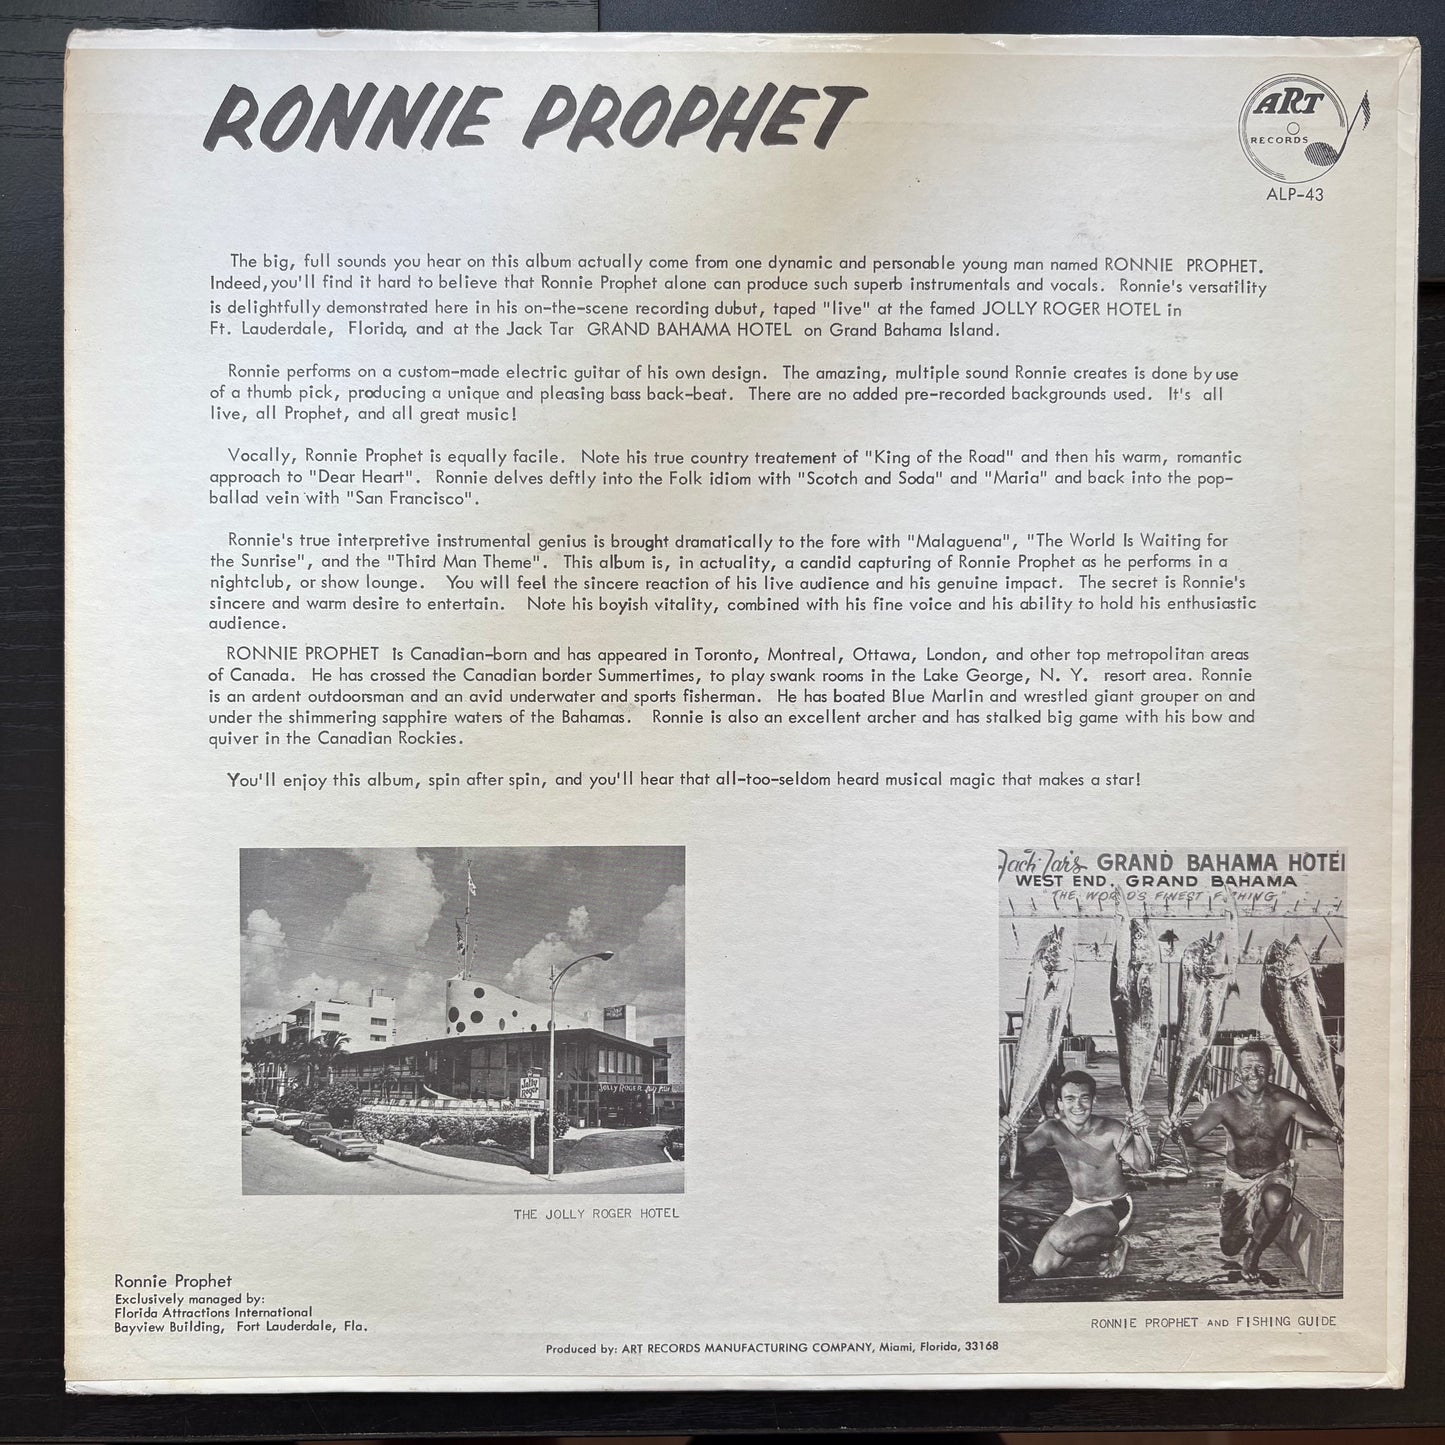 RONNIE PROPHET
ART
RECORDS
ALP-43
The big, full sounds you hear on this album actually come from one dynamic and personable young man named RONNIE PROPHET.
Indeed, you'll find it hard to believe that Ronnie Prophet alone can produce such superb instrumentals and vocals. Ronnie's versatility
is delightfully demonstrated here in his on-the-scene recording dubut, taped "live" at the famed JOLLY ROGER HOTEL in
Ft. Lauderdale, Florida, and at the Jack Tar GRAND BAHAMA HOTEL on Grand Bahama Island.
Ronnie performs on a custom-made electric guitar of his own design. The amazing, multiple sound Ronnie creates is done by use
of a thumb pick, producing a unique and pleasing bass back-beat. There are no added pre-recorded backgrounds used. It's all
live, all Prophet, and all great music!
Vocally, Ronnie Prophet is equally facile. Note his true country treatement of "King of the Road" and then his warm, romantic
approach to "Dear Heart". Ronnie delves deftly into the Folk idiom with "Scotch and Soda" and "Maria" and back into the pop-
ballad vein with "San Francisco".
Ronnie's true interpretive instrumental genius is brought dramatically to the fore with "Malaguena", "The World Is Waiting for
the Sunrise", and the "Third Man Theme". This album is, in actuality, a candid capturing of Ronnie Prophet as he performs in a
nightclub, or show lounge. You will feel the sincere reaction of his live audience and his genuine impact. The secret is Ronnie's
sincere and warm desire to entertain. Note his boyish vitality, combined with his fine voice and his ability to hold his enthusiastic
audience.
RONNIE PROPHET is Canadian-born and has appeared in Toronto, Montreal, Ottawa, London, and other top metropolitan areas
of Canada. He has crossed the Canadian border Summertimes, to play swank rooms in the Lake George, N. Y. resort area. Ronnie
is an ardent outdoorsman and an avid underwater and sports fisherman. He has boated Blue Marlin and wrestled giant grouper on and
under the shimmering sapphire waters of the Bahamas. Ronnie is also an excellent archer and has stalked big game with his bow and
quiver in the Canadian Rockies.
You'll enjoy this album, spin after spin, and you'll hear that all-too-seldom heard musical magic that makes a star!
Jolly
Roger
JOLLY ROGER
THE JOLLY ROGER HOTEL
Jack Tar's GRAND BAHAMA HOTEL
WEST END. GRAND BAHAMA
"THE WORLD'S FINEST FISHING"
RONNIE PROPHET AND FISHING GUIDE
Ronnie Prophet
Exclusively managed by:
Florida Attractions International
Bayview Building, Fort Lauderdale, Fla.
Produced by: ART RECORDS MANUFACTURING COMPANY, Miami, Florida, 33168